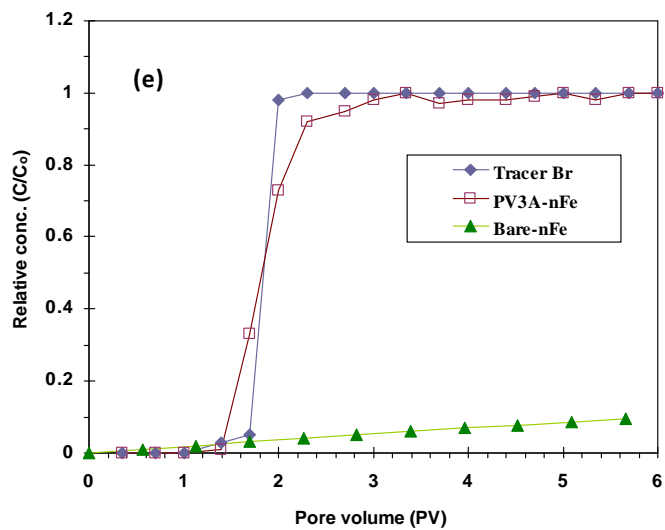 1.2
(e)
1
0.8
0.6
0.4
0.2
0
Relative conc. (C/Co)
Tracer Br
PV3A-nFe
Bare-nFe
0 1 2 3 4 5 6
Pore volume (PV)